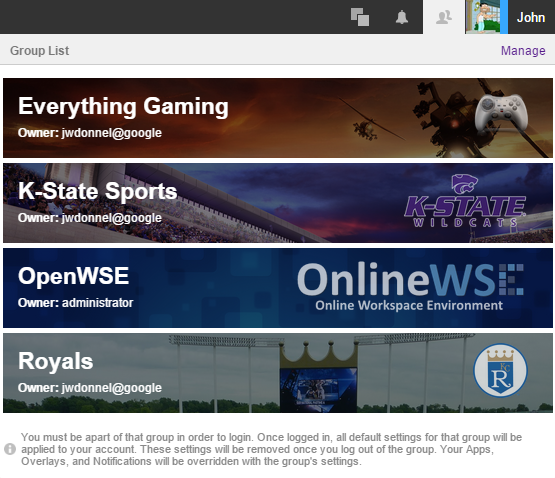 John
Group List
Manage
Everything Gaming
Owner: jwdonnel@google
K-State Sports
Owner: jwdonnel@google
K-STATE
WILDCATS
OpenWSE
Owner: administrator
OnlineWSE
Online Workspace Environment
Royals
Owner: jwdonnel@google
KC
R
You must be apart of that group in order to login. Once logged in, all default settings for that group will be
applied to your account. These settings will be removed once you log out of the group. Your Apps,
Overlays, and Notifications will be overridden with the group's settings.